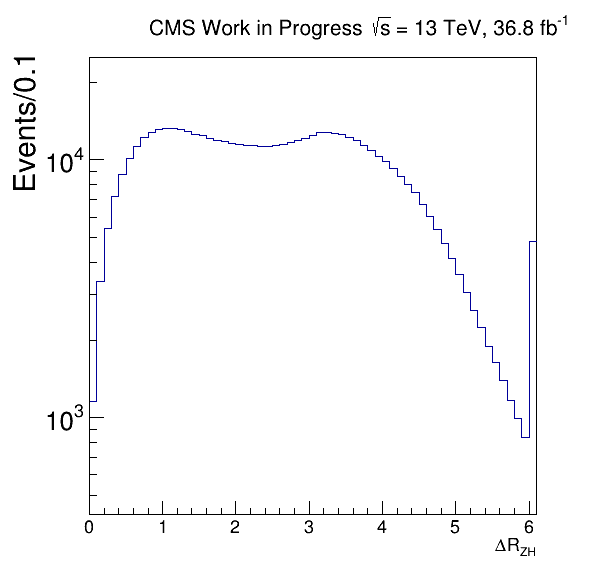 CMS Work in Progress √s = 13 TeV, 36.8 fb⁻¹
Events/0.1
10⁴
10³
0 1 2 3 4 5 6
ΔR_ZH